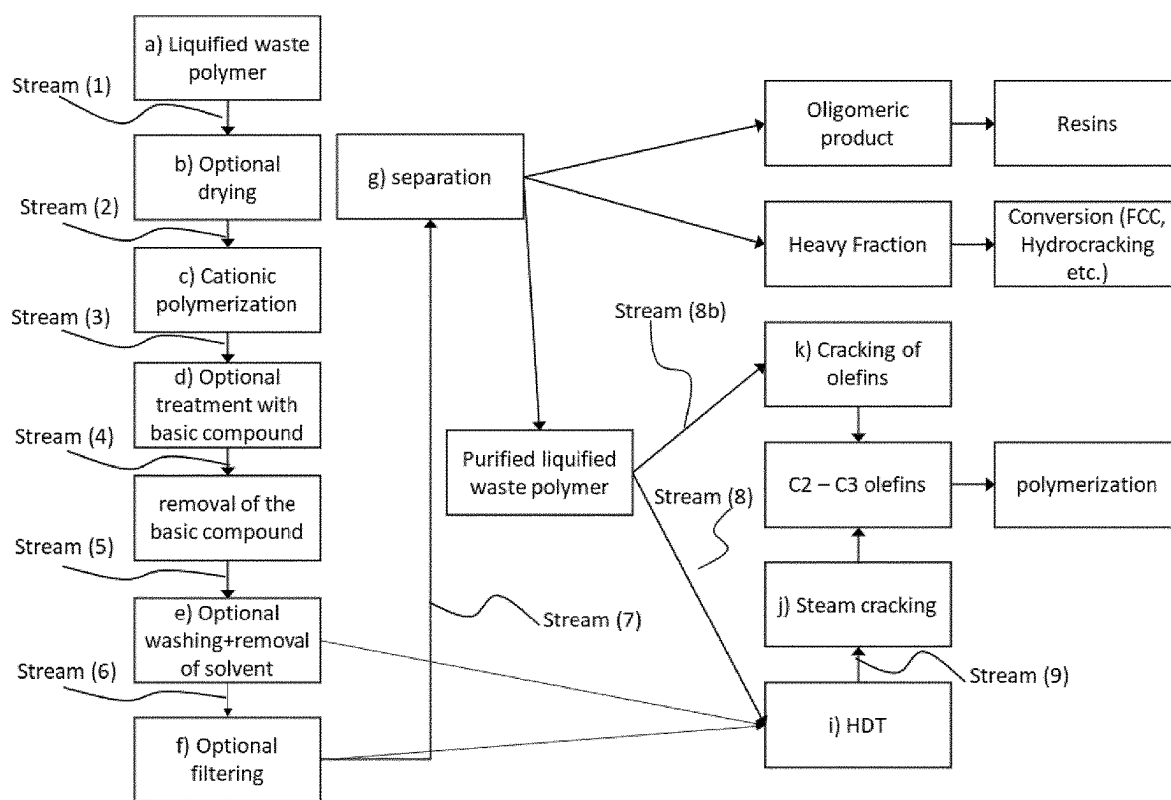 a) Liquified waste
polymer
Stream (1)
b) Optional
drying
Stream (2)
c) Cationic
polymerization
Stream (3)
d) Optional
treatment with
basic compound
Stream (4)
removal of the
basic compound
Stream (5)
e) Optional
washing+removal
of solvent
Stream (6)
f) Optional
filtering
g) separation
Stream (7)
Purified liquified
waste polymer
Oligomeric
product
Resins
Heavy Fraction
Conversion (FCC,
Hydrocracking
etc.)
Stream (8b)
k) Cracking of
olefins
Stream (8)
C2 – C3 olefins
polymerization
j) Steam cracking
Stream (9)
i) HDT